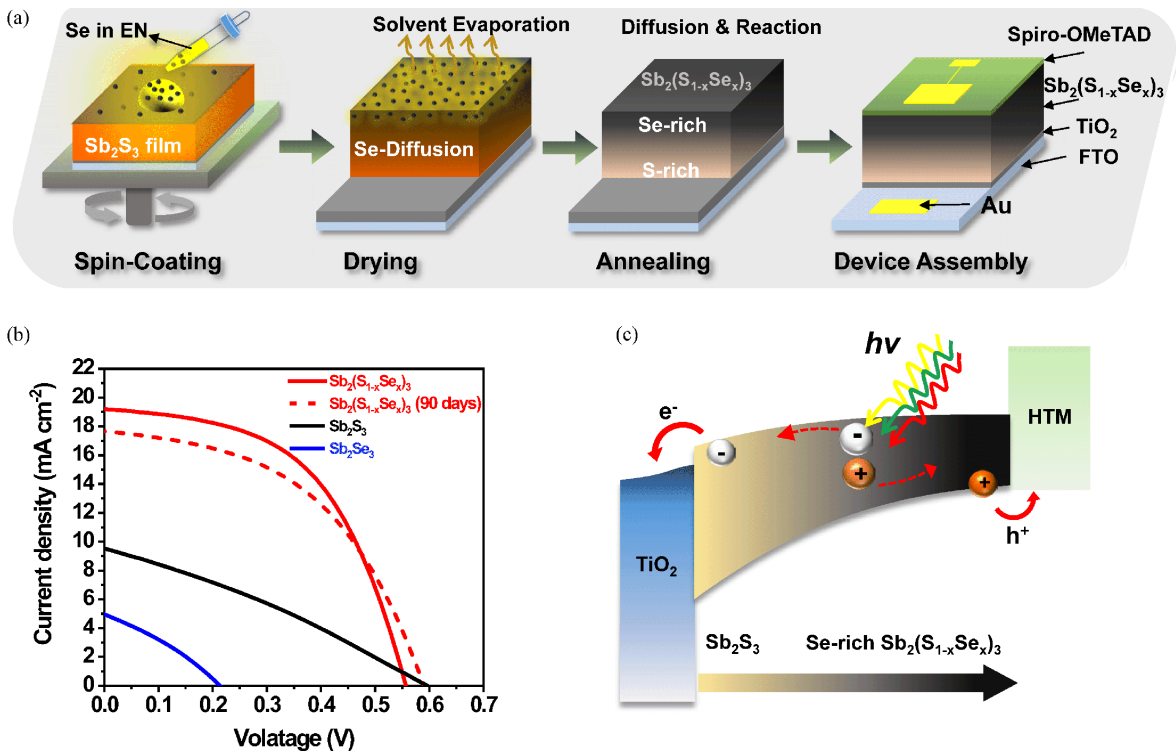 (a)
Se in EN
Sb₂S₃ film
Spin-Coating
Solvent Evaporation
Se-Diffusion
Drying
Diffusion & Reaction
Sb₂(S₁₋ₓSeₓ)₃
Se-rich
S-rich
Annealing
Spiro-OMeTAD
Sb₂(S₁₋ₓSeₓ)₃
TiO₂
FTO
Au
Device Assembly
(b)
Current density (mA cm⁻²)
22
20
18
16
14
12
10
8
6
4
2
0
0.0 0.1 0.2 0.3 0.4 0.5 0.6 0.7
Volatage (V)
Sb₂(S₁₋ₓSeₓ)₃
Sb₂(S₁₋ₓSeₓ)₃ (90 days)
Sb₂S₃
Sb₂Se₃
(c)
hv
HTM
e⁻
-
-
+
+
h⁺
TiO₂
Sb₂S₃ Se-rich Sb₂(S₁₋ₓSeₓ)₃